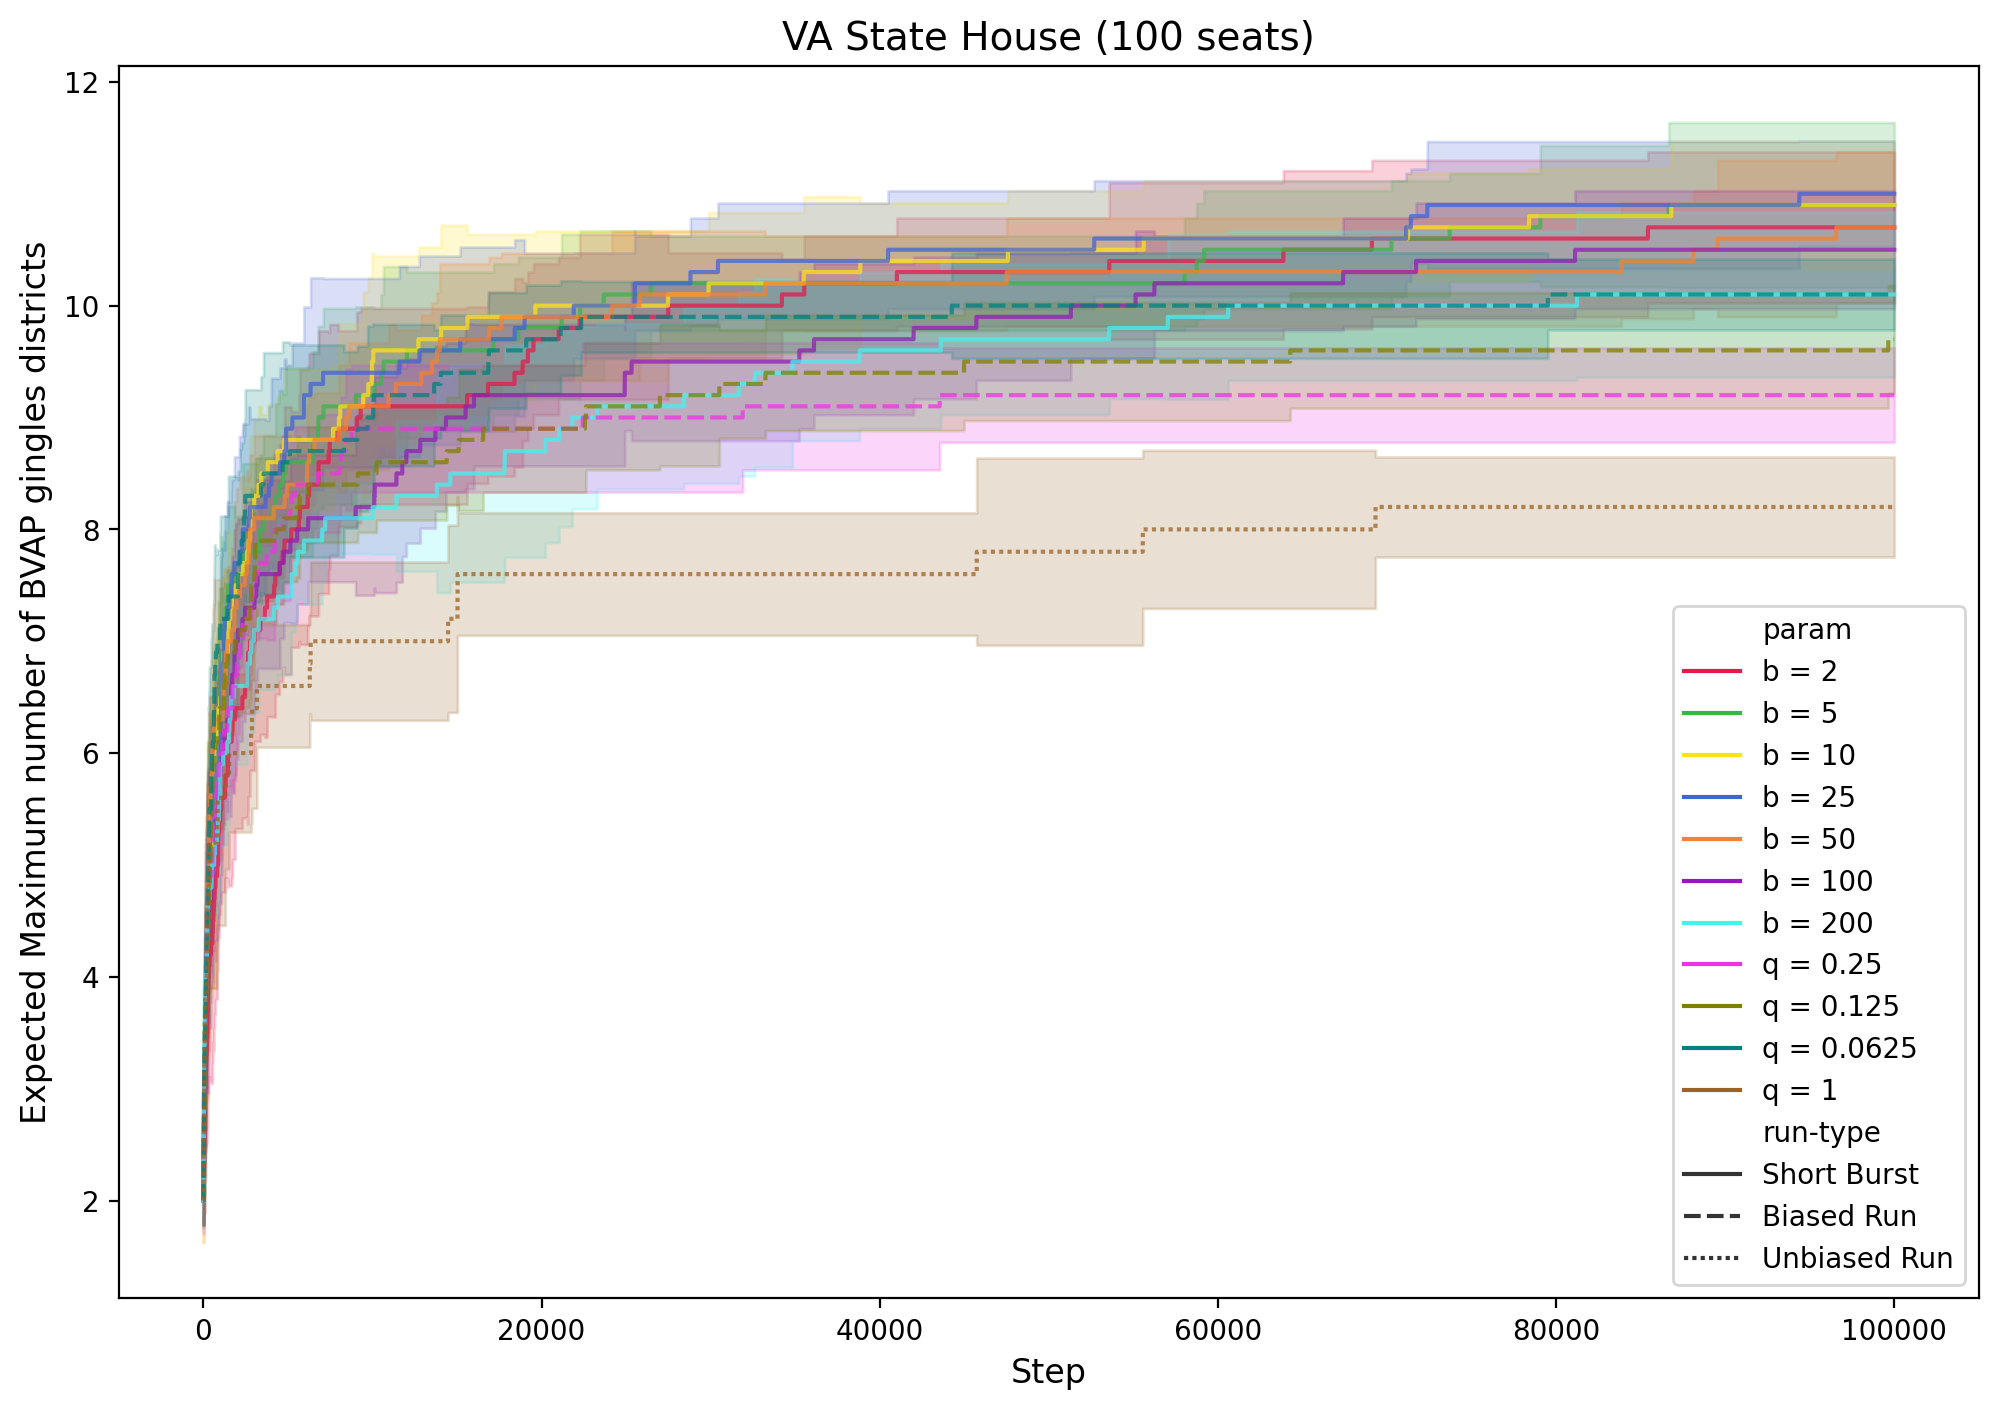 VA State House (100 seats)
Expected Maximum number of BVAP gingles districts
12
10
8
6
4
2
0
20000
40000
60000
80000
100000
Step
param
b = 2
b = 5
b = 10
b = 25
b = 50
b = 100
b = 200
q = 0.25
q = 0.125
q = 0.0625
q = 1
run-type
Short Burst
Biased Run
Unbiased Run